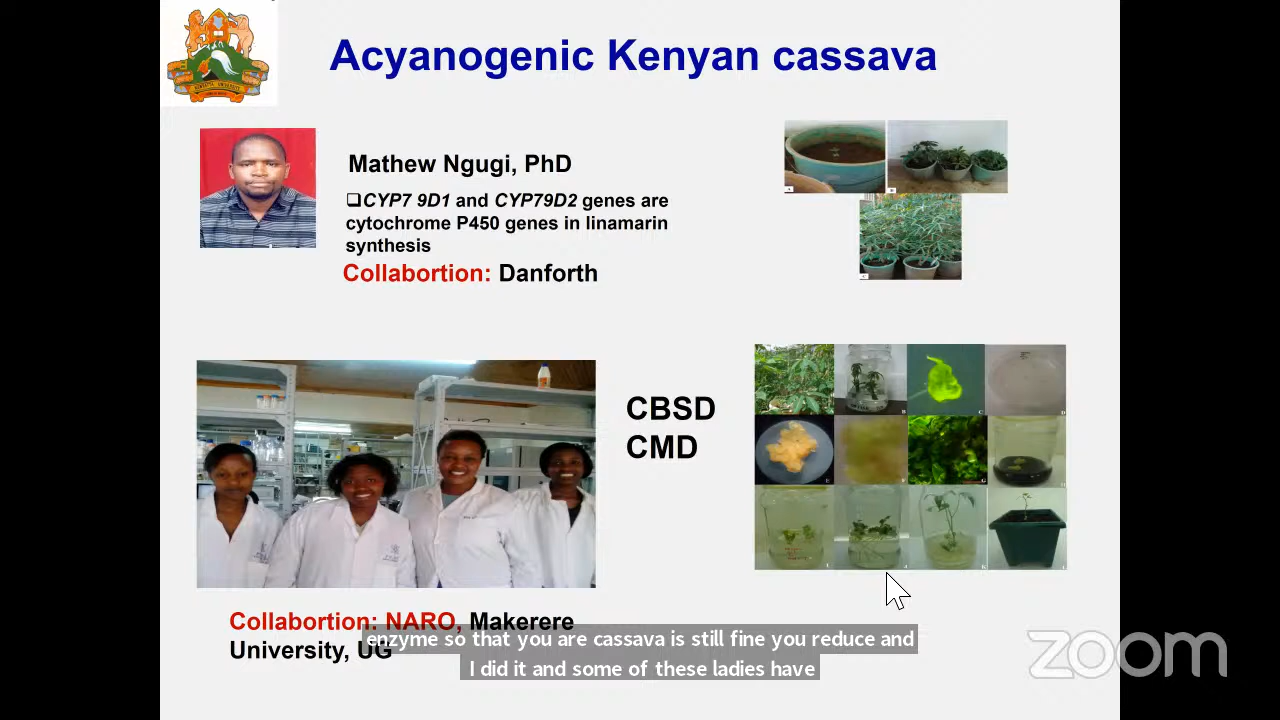 Acyanogenic Kenyan cassava
Mathew Ngugi, PhD
❑CYP7 9D1 and CYP79D2 genes are
cytochrome P450 genes in linamarin
synthesis
Collabortion: Danforth
CBSD
CMD
Collabortion: NARO, Makerere
University, UG
enzyme so that you are cassava is still fine you reduce and
I did it and some of these ladies have
zoom